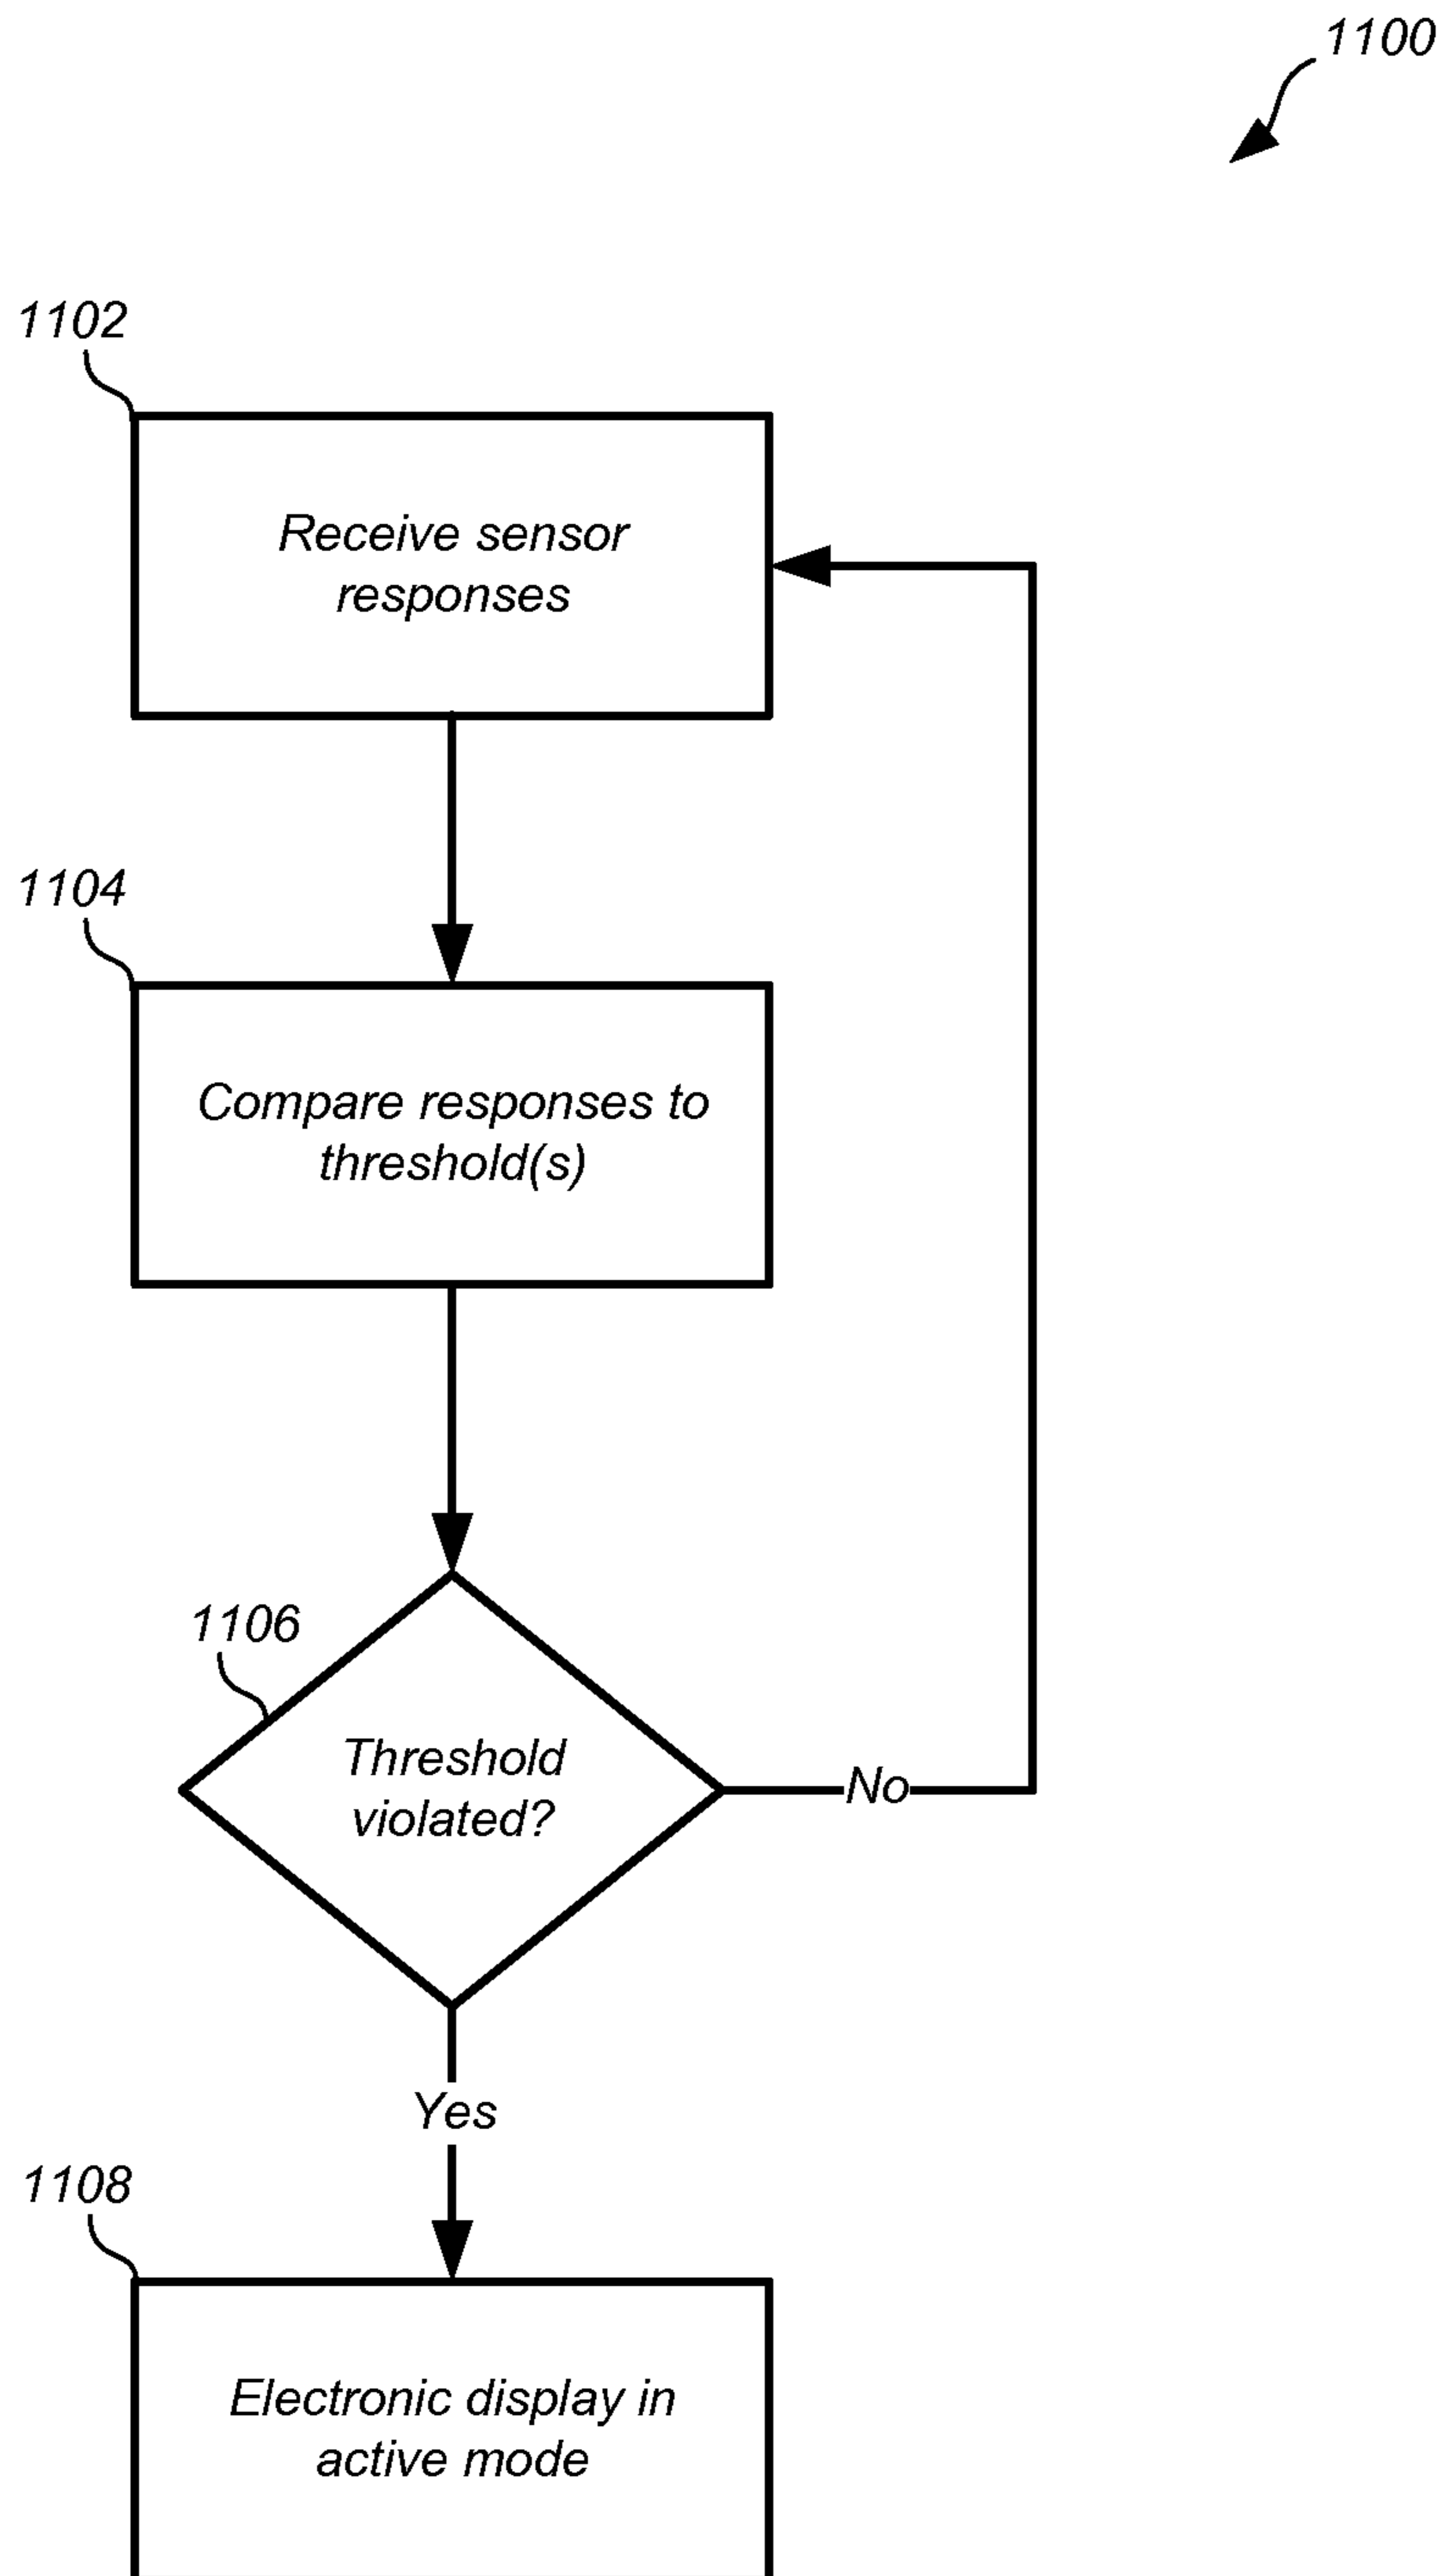 1100
1102
Receive sensor
responses
1104
Compare responses to
threshold(s)
1106
Threshold
violated?
No
Yes
1108
Electronic display in
active mode